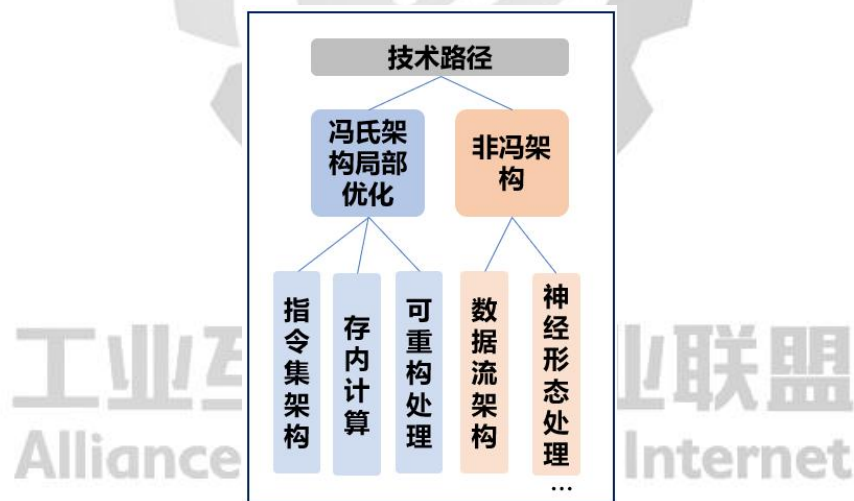 技术路径
冯氏架
构局部
优化
非冯架
构
指令集架构
存内计算
可重构处理
数据流架构
神经形态处理
...
工业互
业联盟
Alliance
Internet